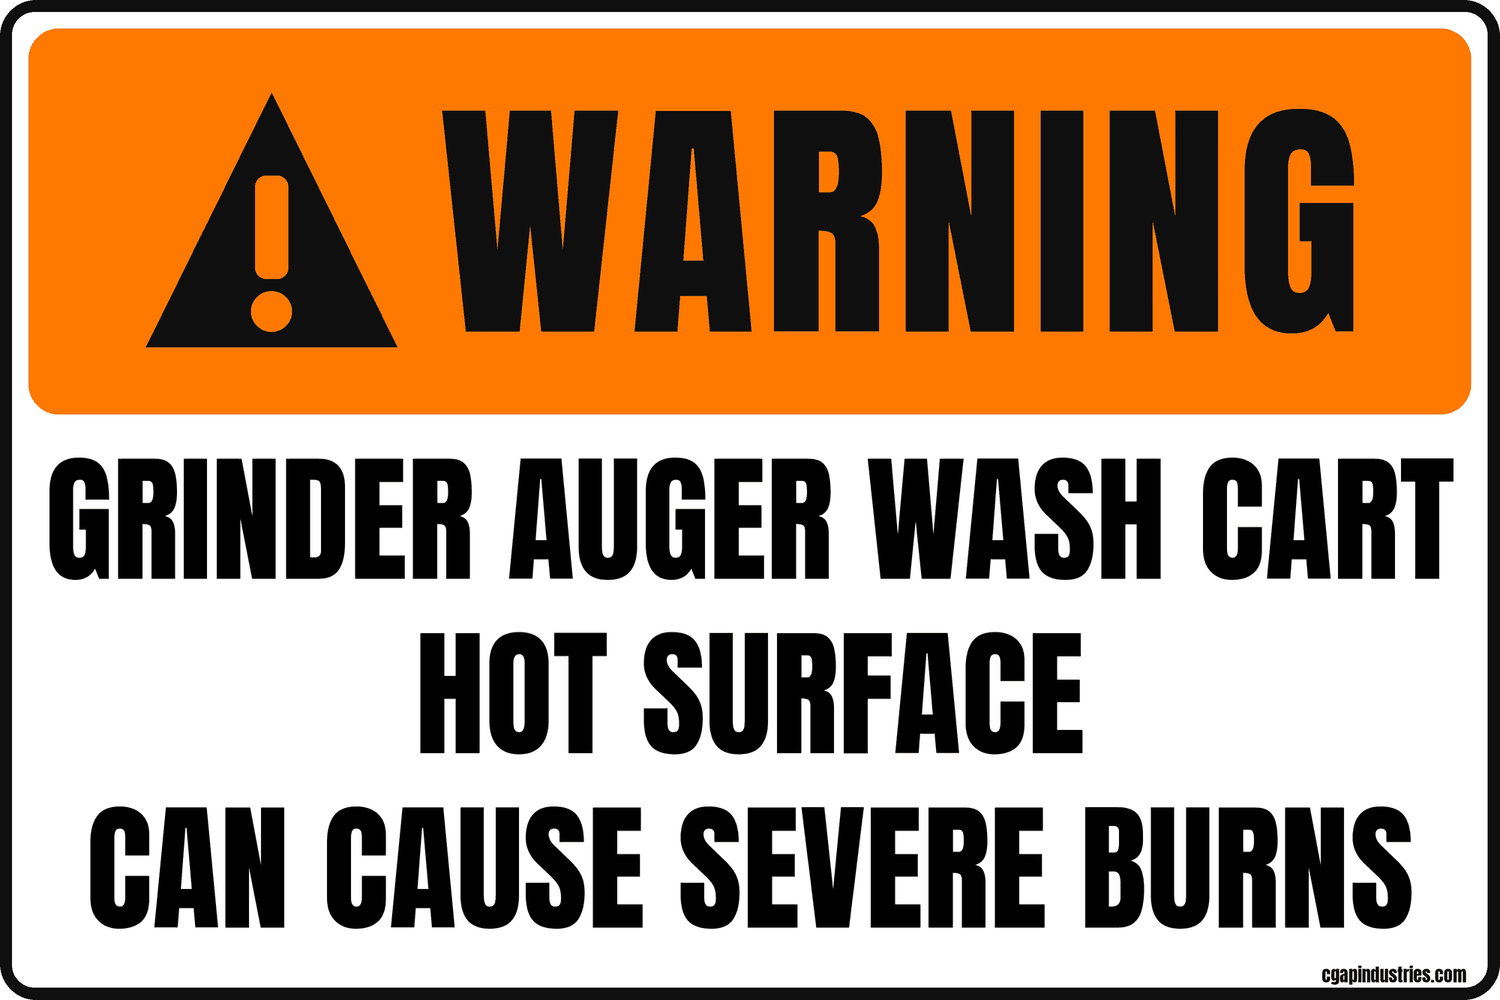 WARNING
GRINDER AUGER WASH CART
HOT SURFACE
CAN CAUSE SEVERE BURNS
cgapindustries.com